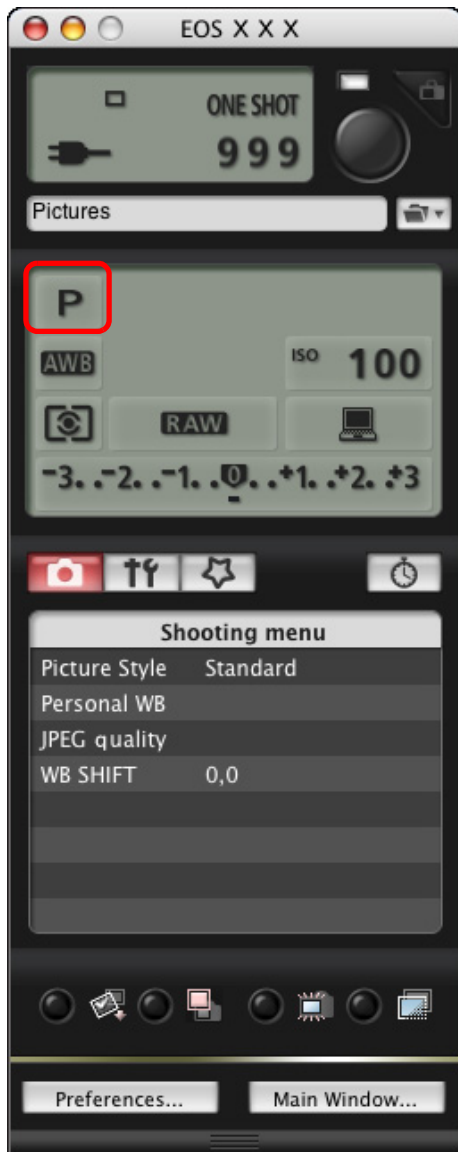 EOS X X X
ONE SHOT
999
Pictures
P
AWB
ISO 100
RAW
-3. .-2. .-1. .0. .+1. .+2. .+3
Shooting menu
Picture Style Standard
Personal WB
JPEG quality
WB SHIFT 0,0
Preferences... Main Window...